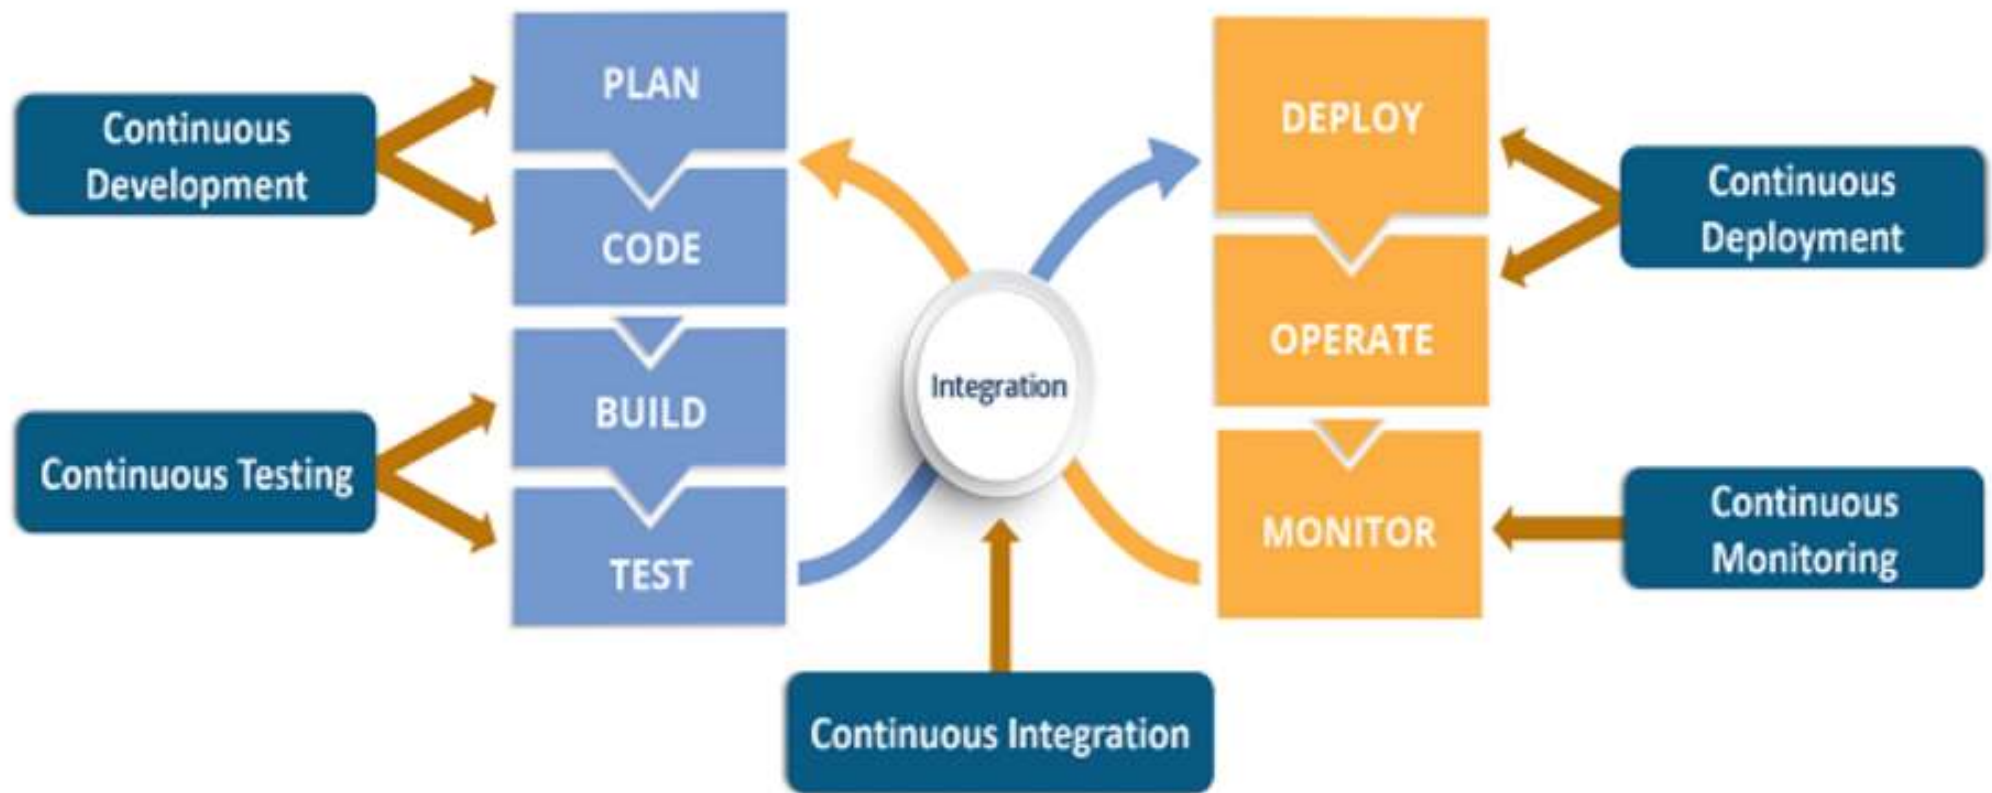 Continuous
Development
Continuous Testing
PLAN
CODE
BUILD
TEST
Integration
Continuous Integration
DEPLOY
OPERATE
MONITOR
Continuous
Deployment
Continuous
Monitoring